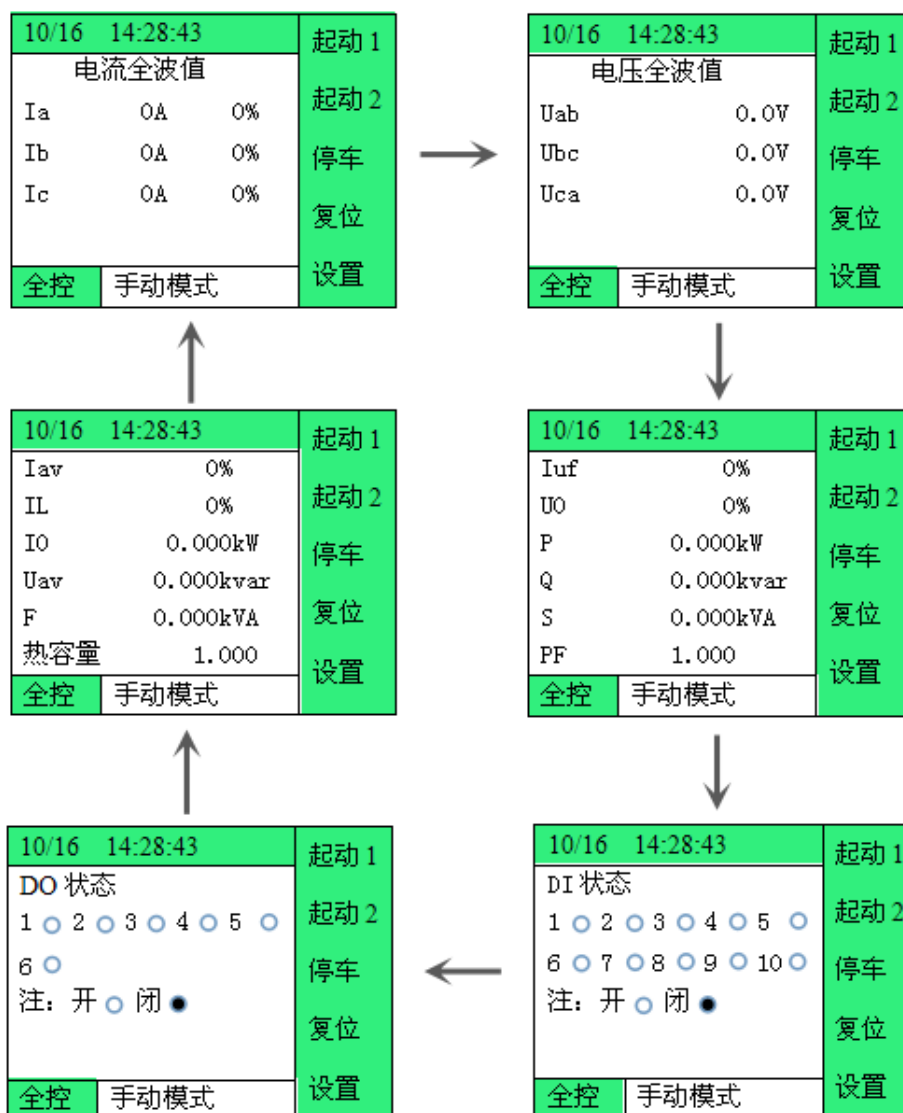 10/16 14:28:43
电流全波值
Ia 0A 0%
Ib 0A 0%
Ic 0A 0%
全控 手动模式
起动 1
起动 2
停车
复位
设置
10/16 14:28:43
电压全波值
Uab 0.0V
Ubc 0.0V
Uca 0.0V
全控 手动模式
起动 1
起动 2
停车
复位
设置
10/16 14:28:43
Iav 0%
IL 0%
IO 0.000kW
Uav 0.000kvar
F 0.000kVA
热容量 1.000
全控 手动模式
起动 1
起动 2
停车
复位
设置
10/16 14:28:43
Iuf 0%
UO 0%
P 0.000kW
Q 0.000kvar
S 0.000kVA
PF 1.000
全控 手动模式
起动 1
起动 2
停车
复位
设置
10/16 14:28:43
DO 状态
1 2 3 4 5
6
注：开 闭
全控 手动模式
起动 1
起动 2
停车
复位
设置
10/16 14:28:43
DI 状态
1 2 3 4 5
6 7 8 9 10
注：开 闭
全控 手动模式
起动 1
起动 2
停车
复位
设置